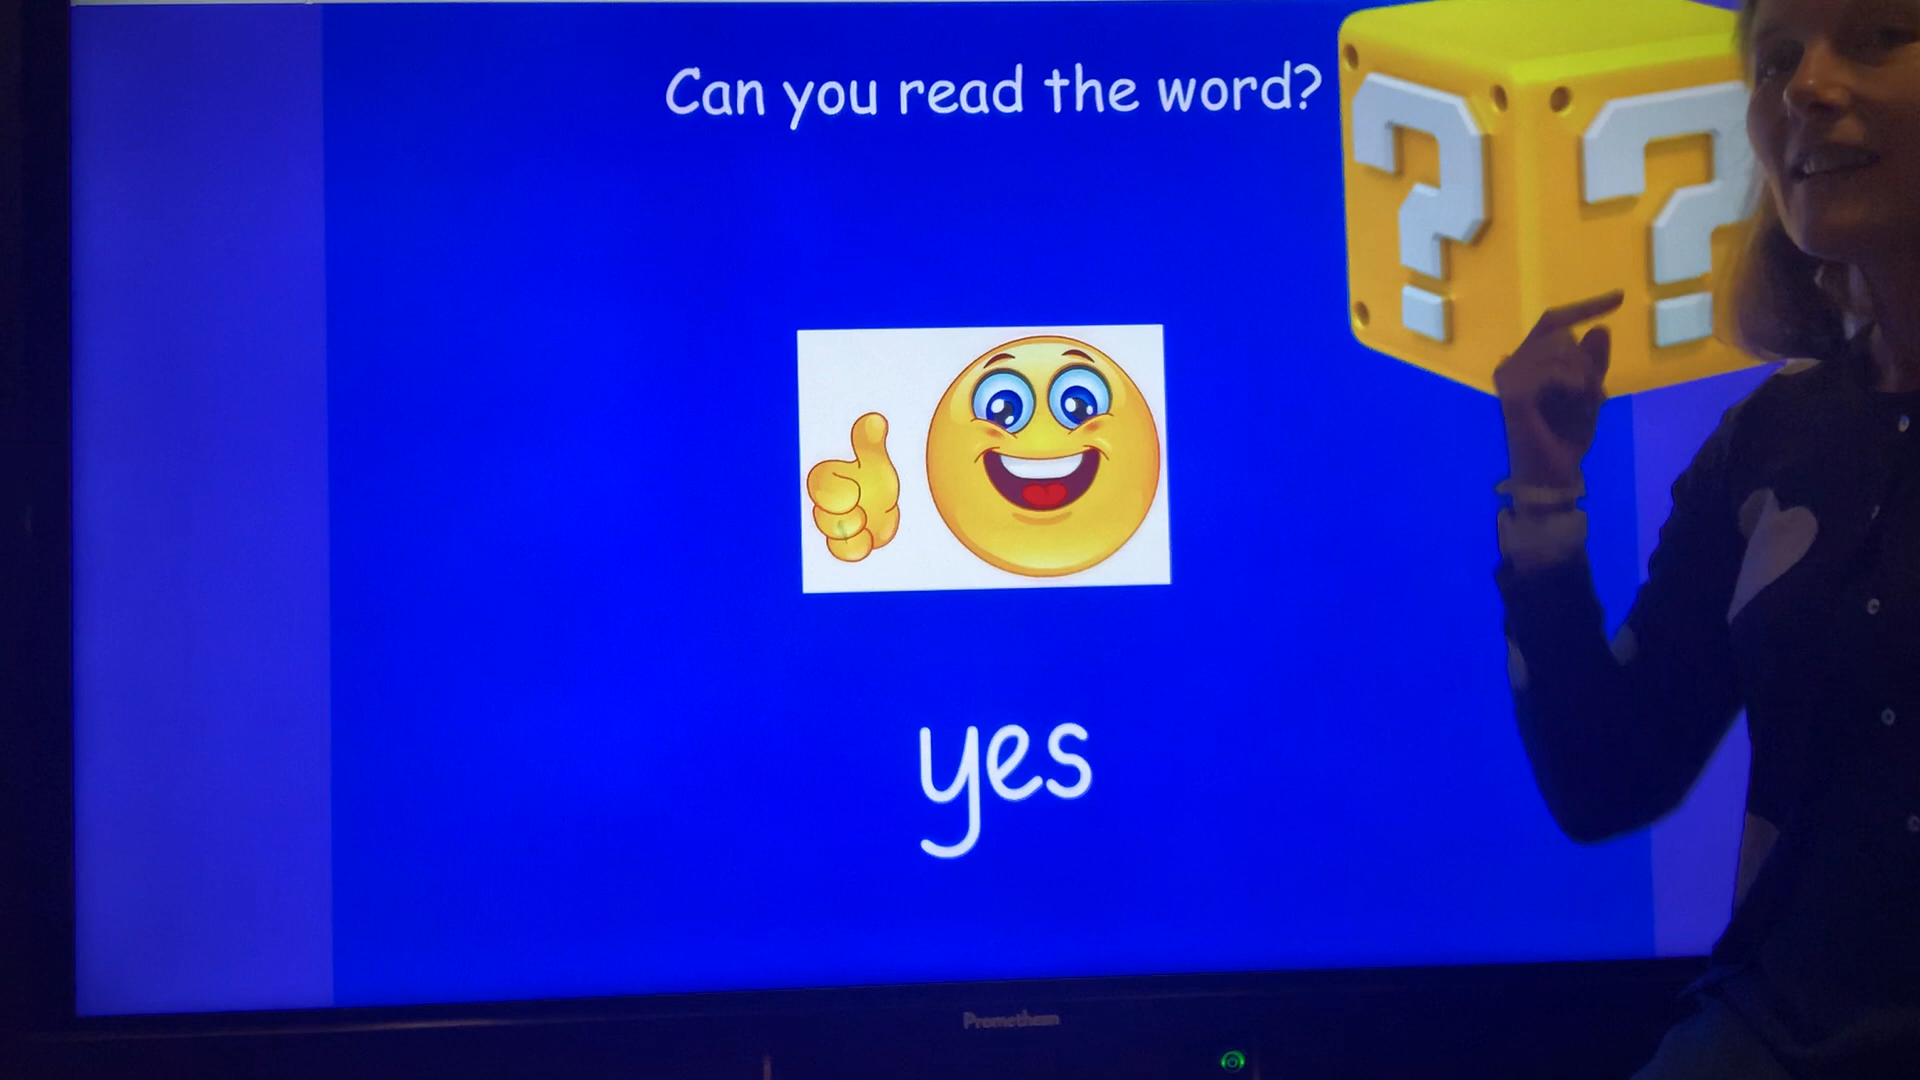 Can you read the word?
? ?
yes
Promethean